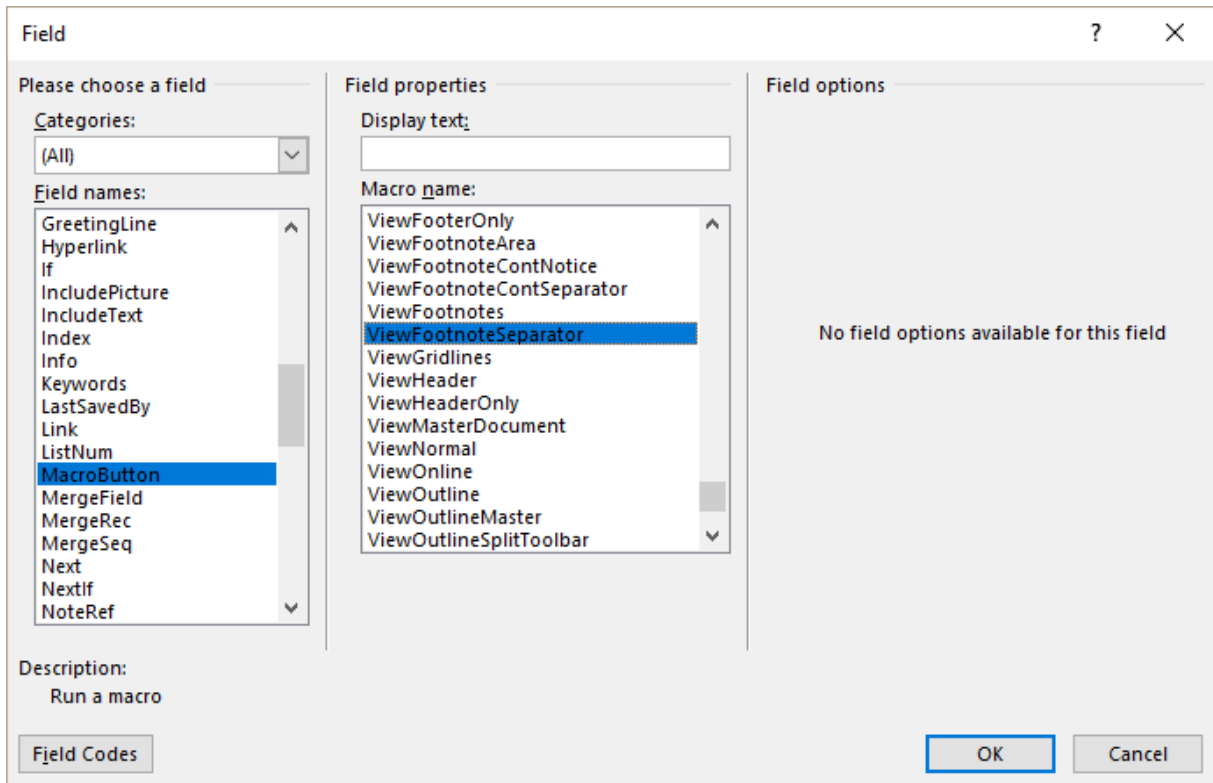 Field
?
Please choose a field
Categories:
(All)
Field names:
GreetingLine
Hyperlink
If
IncludePicture
IncludeText
Index
Info
Keywords
LastSavedBy
Link
ListNum
MacroButton
MergeField
MergeRec
MergeSeq
Next
NextIf
NoteRef
Field properties
Display text:
Macro name:
ViewFooterOnly
ViewFootnoteArea
ViewFootnoteContNotice
ViewFootnoteContSeparator
ViewFootnotes
ViewFootnoteSeparator
ViewGridlines
ViewHeader
ViewHeaderOnly
ViewMasterDocument
ViewNormal
ViewOnline
ViewOutline
ViewOutlineMaster
ViewOutlineSplitToolbar
Field options
No field options available for this field
Description:
Run a macro
Field Codes
OK
Cancel